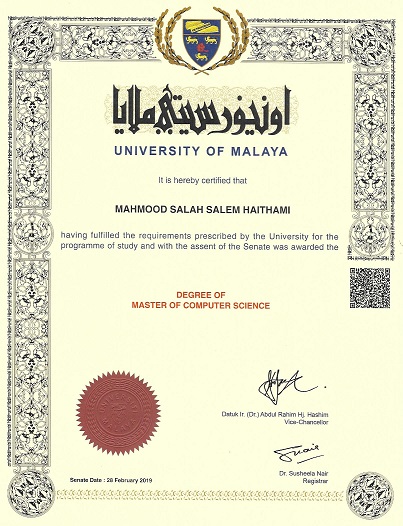 اونيۏرسيتي ملايا
UNIVERSITY OF MALAYA
It is hereby certified that
MAHMOOD SALAH SALEM HAITHAMI
having fulfilled the requirements prescribed by the University for the
programme of study and with the assent of the Senate was awarded the
DEGREE OF
MASTER OF COMPUTER SCIENCE
Datuk Ir. (Dr.) Abdul Rahim Hj. Hashim
Vice-Chancellor
Dr. Susheela Nair
Registrar
Senate Date : 28 February 2019